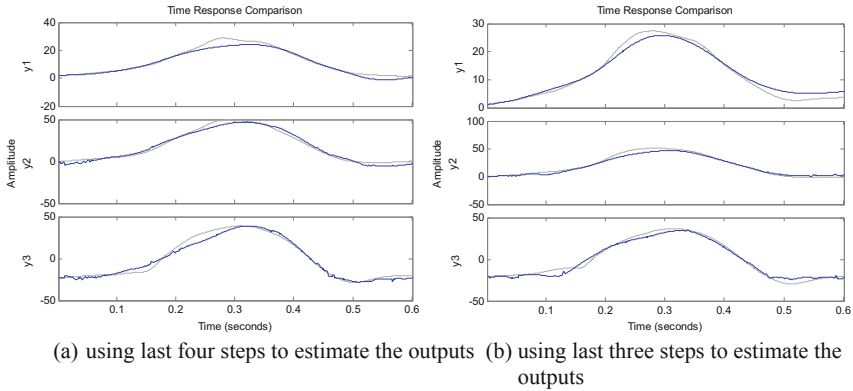 Time Response Comparison
40
20
0
-20
y1
50
0
-50
Amplitude
y2
50
0
-50
y3
0.1 0.2 0.3 0.4 0.5 0.6
Time (seconds)
(a) using last four steps to estimate the outputs
Time Response Comparison
30
20
10
0
y1
100
50
0
-50
Amplitude
y2
50
0
-50
y3
0.1 0.2 0.3 0.4 0.5 0.6
Time (seconds)
(b) using last three steps to estimate the
outputs